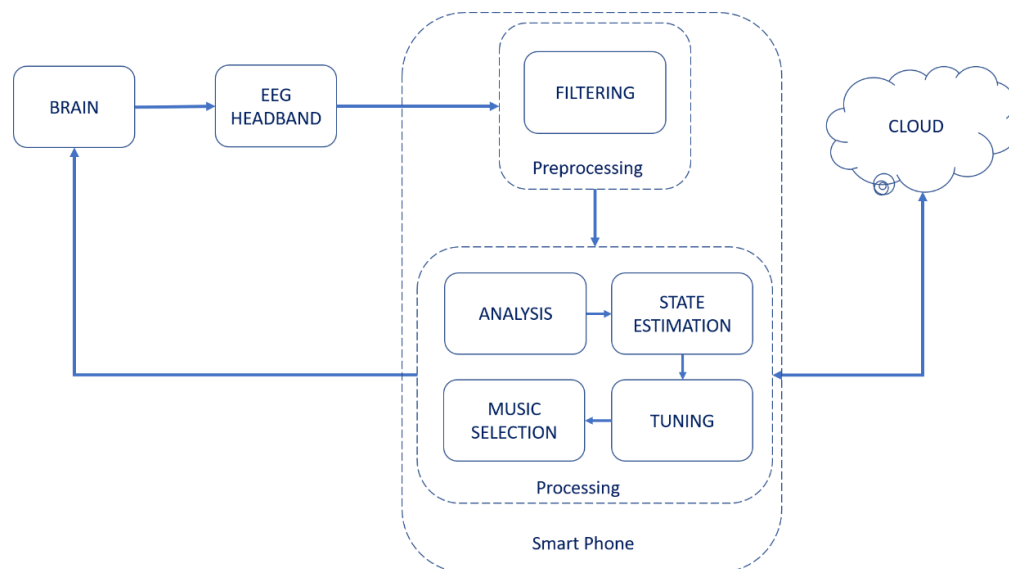 BRAIN
EEG
HEADBAND
FILTERING
Preprocessing
CLOUD
ANALYSIS
STATE
ESTIMATION
MUSIC
SELECTION
TUNING
Processing
Smart Phone